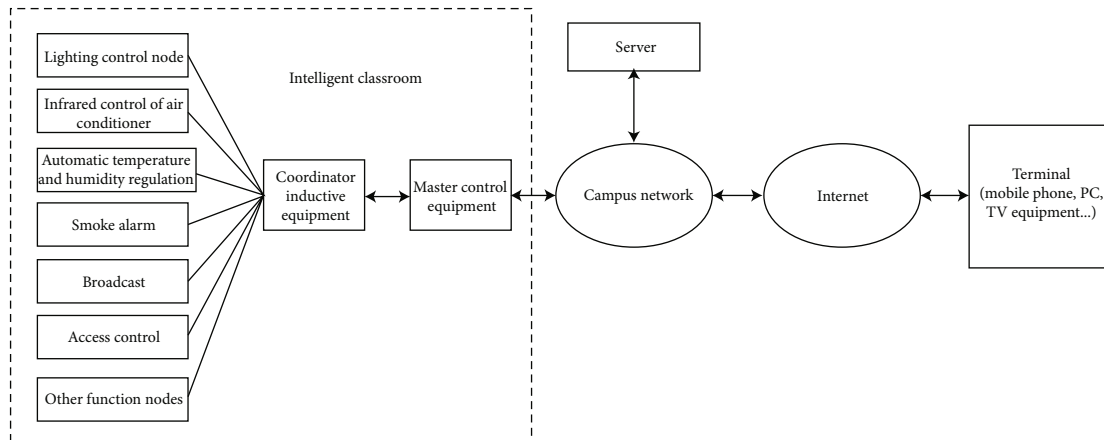 Lighting control node
Infrared control of air
conditioner
Automatic temperature
and humidity regulation
Smoke alarm
Broadcast
Access control
Other function nodes
Intelligent classroom
Coordinator
inductive
equipment
Master control
equipment
Server
Campus network
Internet
Terminal
(mobile phone, PC,
TV equipment...)